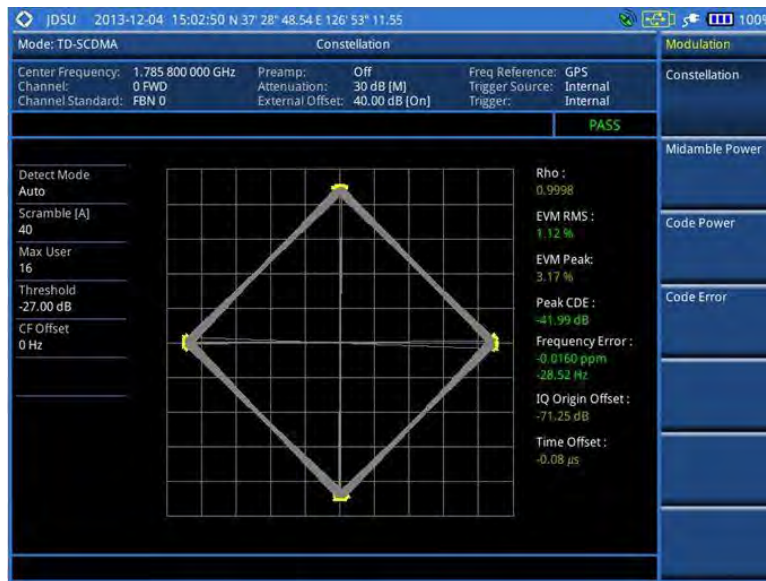 JDSU 2013-12-04 15:02:50 N 37' 28" 48.54 E 126' 53" 11.55 100%
Mode: TD-SCDMA Constellation Modulation
Center Frequency: 1.785 800 000 GHz Preamp: Off Freq Reference: GPS
Channel: 0 FWD Attenuation: 30 dB [M] Trigger Source: Internal
Channel Standard: FBN 0 External Offset: 40.00 dB [On] Trigger: Internal
PASS
Detect Mode
Auto
Scramble [A]
40
Max User
16
Threshold
-27.00 dB
CF Offset
0 Hz
Rho :
0.9998
EVM RMS :
1.12 %
EVM Peak:
3.17 %
Peak CDE :
-41.99 dB
Frequency Error :
-0.0160 ppm
-28.52 Hz
IQ Origin Offset :
-71.25 dB
Time Offset :
-0.08 µs
Constellation
Midamble Power
Code Power
Code Error